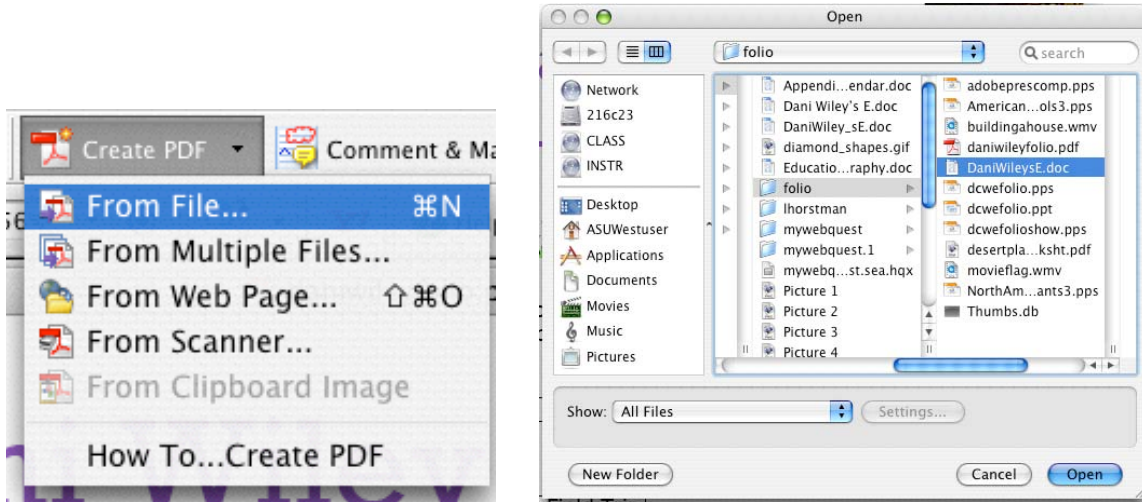 Create PDF
Comment & Ma
From File... ⌘N
From Multiple Files...
From Web Page... ⇧⌘O
From Scanner...
From Clipboard Image
How To...Create PDF
Open
folio
search
Network
216c23
CLASS
INSTR
Desktop
ASUWestuser
Applications
Documents
Movies
Music
Pictures
Appendi...endar.doc
Dani Wiley's E.doc
DaniWiley_sE.doc
diamond_shapes.gif
Educatio...raphy.doc
folio
lhorstman
mywebquest
mywebquest.1
mywebq...st.sea.hqx
Picture 1
Picture 2
Picture 3
Picture 4
adobeprescomp.pps
American...ols3.pps
buildingahouse.wmv
daniwileyfolio.pdf
DaniWileysE.doc
dcwefolio.pps
dcwefolio.ppt
dcwefolioshow.pps
desertpla...ksht.pdf
movieflag.wmv
NorthAm...ants3.pps
Thumbs.db
Show: All Files
Settings...
New Folder
Cancel
Open